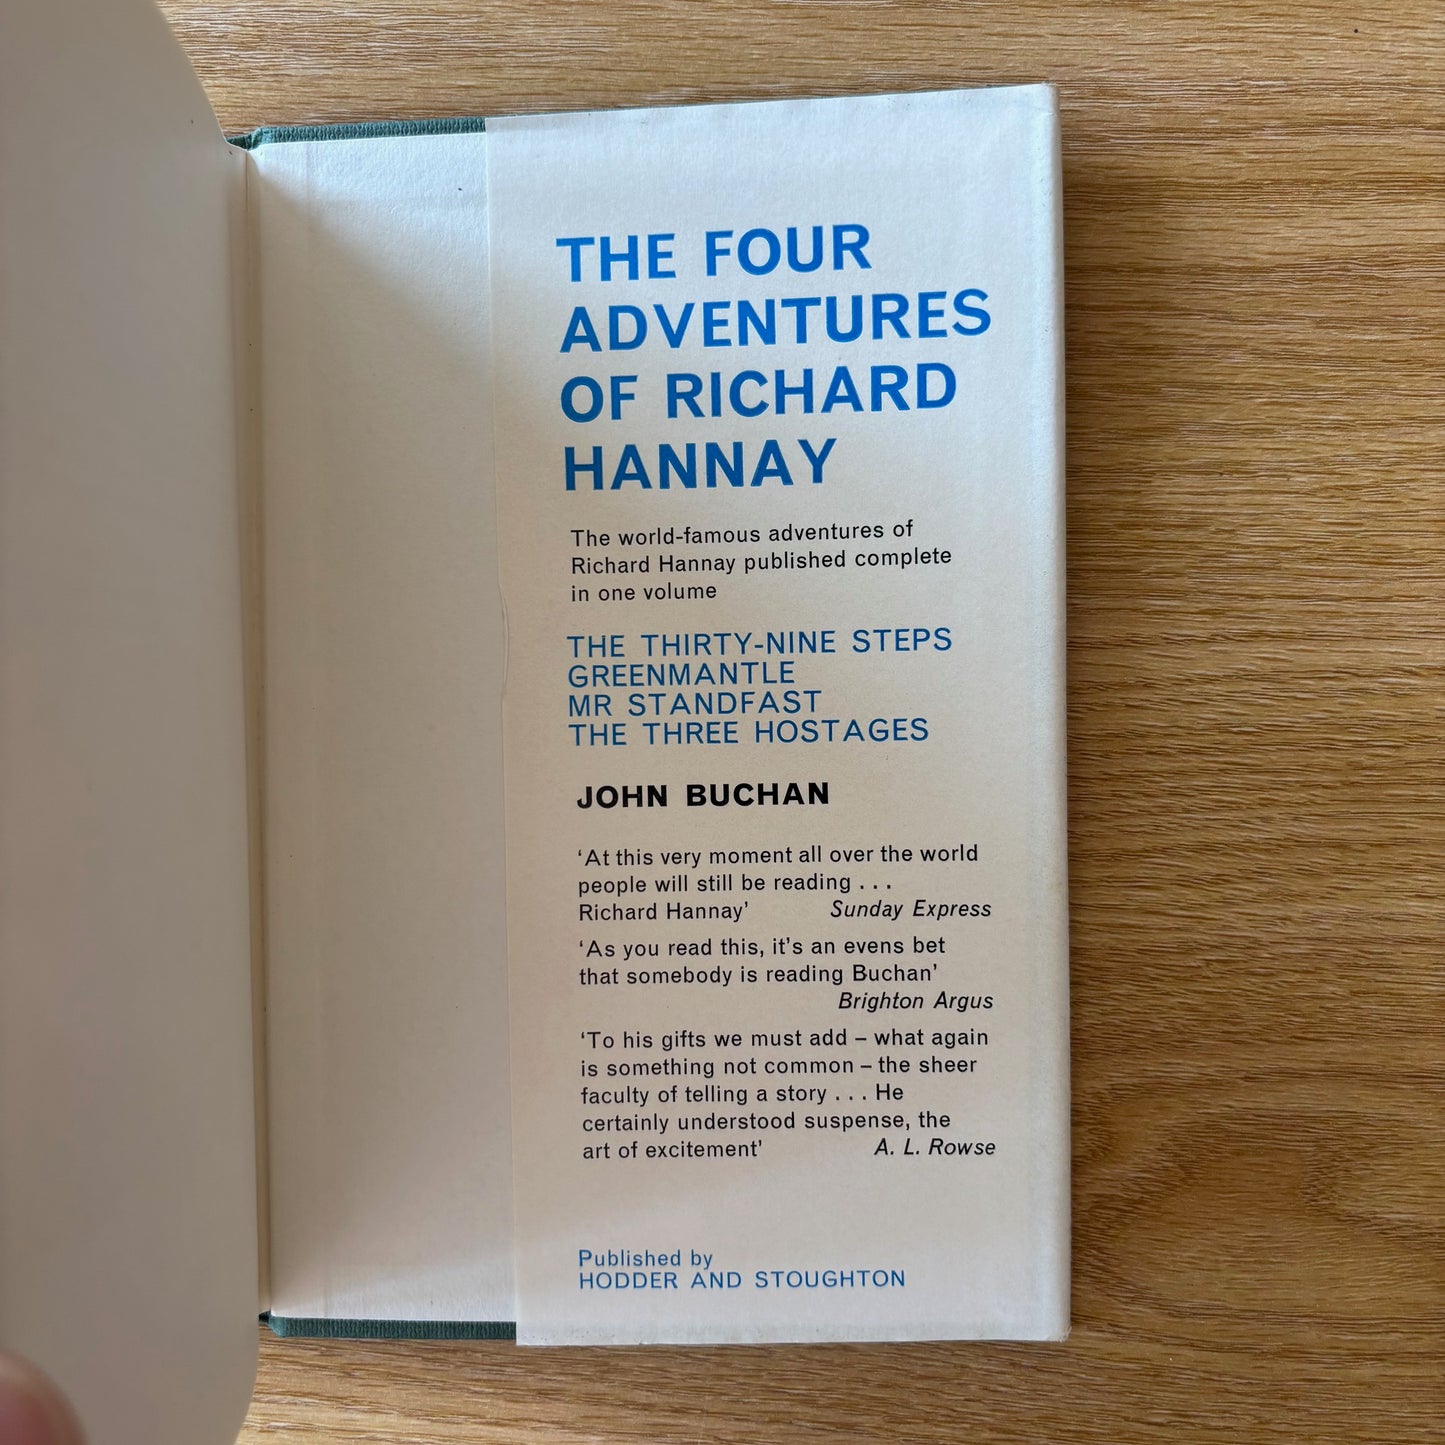 THE FOUR
ADVENTURES
OF RICHARD
HANNAY
The world-famous adventures of
Richard Hannay published complete
in one volume
THE THIRTY-NINE STEPS
GREENMANTLE
MR STANDFAST
THE THREE HOSTAGES
JOHN BUCHAN
‘At this very moment all over the world
people will still be reading . . .
Richard Hannay’ Sunday Express
‘As you read this, it’s an evens bet
that somebody is reading Buchan’
Brighton Argus
‘To his gifts we must add – what again
is something not common – the sheer
faculty of telling a story . . . He
certainly understood suspense, the
art of excitement’ A. L. Rowse
Published by
HODDER AND STOUGHTON